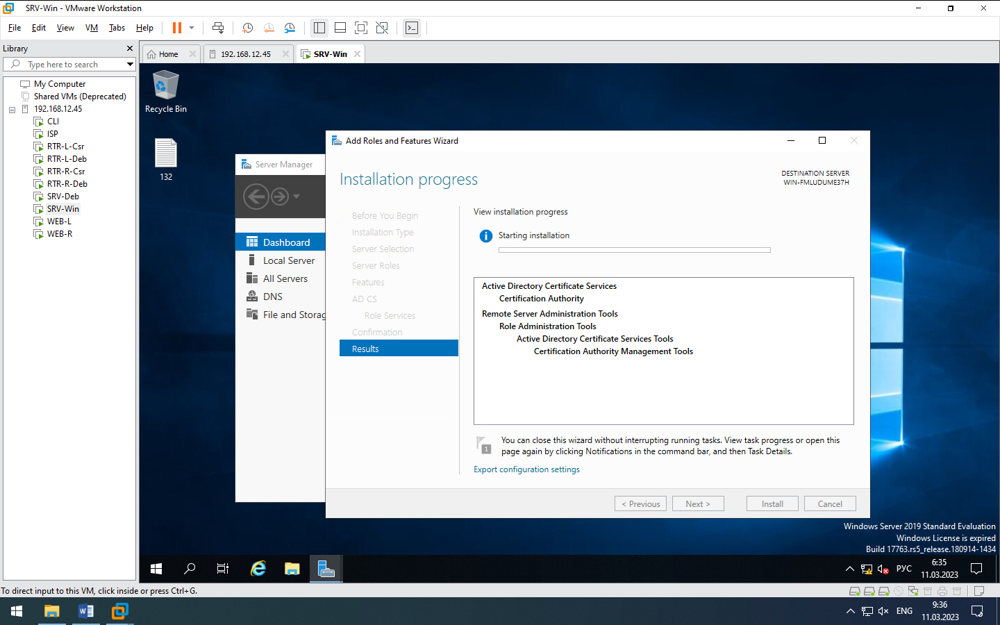 SRV-Win - VMware Workstation
File Edit View VM Tabs Help
Library
Type here to search
Home 192.168.12.45 SRV-Win
My Computer
Shared VMs (Deprecated)
192.168.12.45
CLI
ISP
RTR-L-Csr
RTR-L-Deb
RTR-R-Csr
RTR-R-Deb
SRV-Deb
SRV-Win
WEB-L
WEB-R
Recycle Bin
132
Server Manager
Dashboard
Local Server
All Servers
DNS
File and Storag
Add Roles and Features Wizard
Installation progress
DESTINATION SERVER
WIN-FMLUDUME37H
Before You Begin
Installation Type
Server Selection
Server Roles
Features
AD CS
Role Services
Confirmation
Results
View installation progress
Starting installation
Active Directory Certificate Services
Certification Authority
Remote Server Administration Tools
Role Administration Tools
Active Directory Certificate Services Tools
Certification Authority Management Tools
1
You can close this wizard without interrupting running tasks. View task progress or open this
page again by clicking Notifications in the command bar, and then Task Details.
Export configuration settings
< Previous Next > Install Cancel
Windows Server 2019 Standard Evaluation
Windows License is expired
Build 17763.rs5_release.180914-1434
РУС
6:35
11.03.2023
To direct input to this VM, click inside or press Ctrl+G.
W
ENG
9:36
11.03.2023